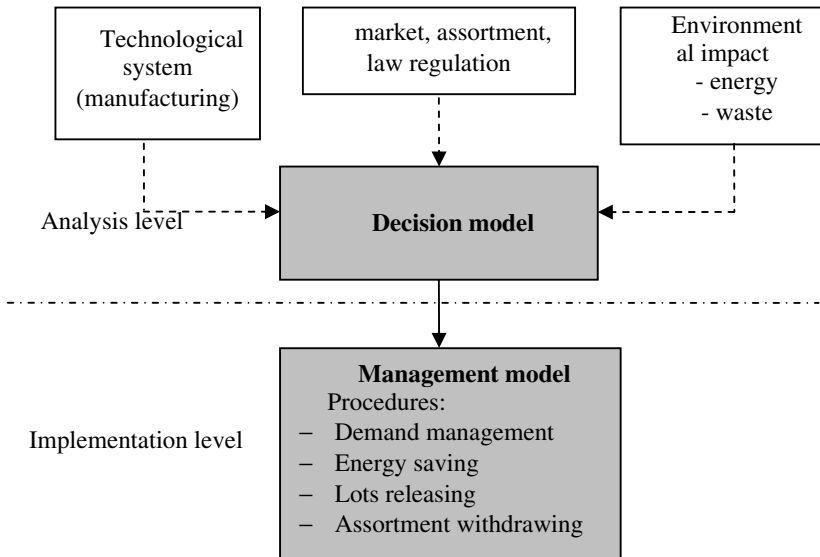 Technological
system
(manufacturing)
market, assortment,
law regulation
Environment
al impact
- energy
- waste
Analysis level
Decision model
Implementation level
Management model
Procedures:
– Demand management
– Energy saving
– Lots releasing
– Assortment withdrawing